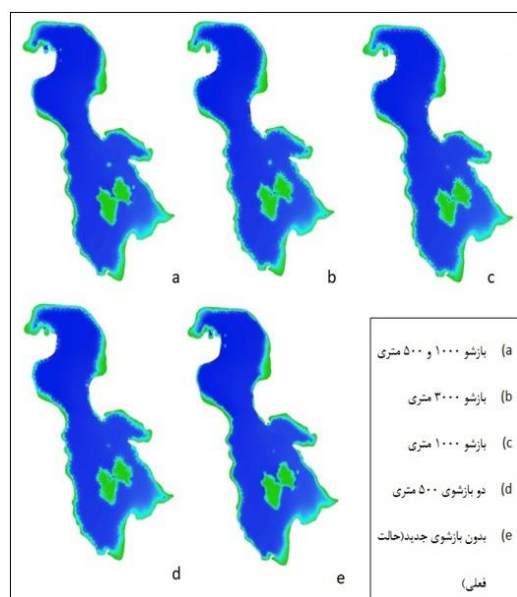 a
b
c
d
e
a) بازشو ۱۰۰۰ و ۵۰۰ متری
b) بازشو ۳۰۰۰ متری
c) بازشو ۱۰۰۰ متری
d) دو بازشوی ۵۰۰ متری
e) بدون بازشوی جدید(حالت
فعلی)